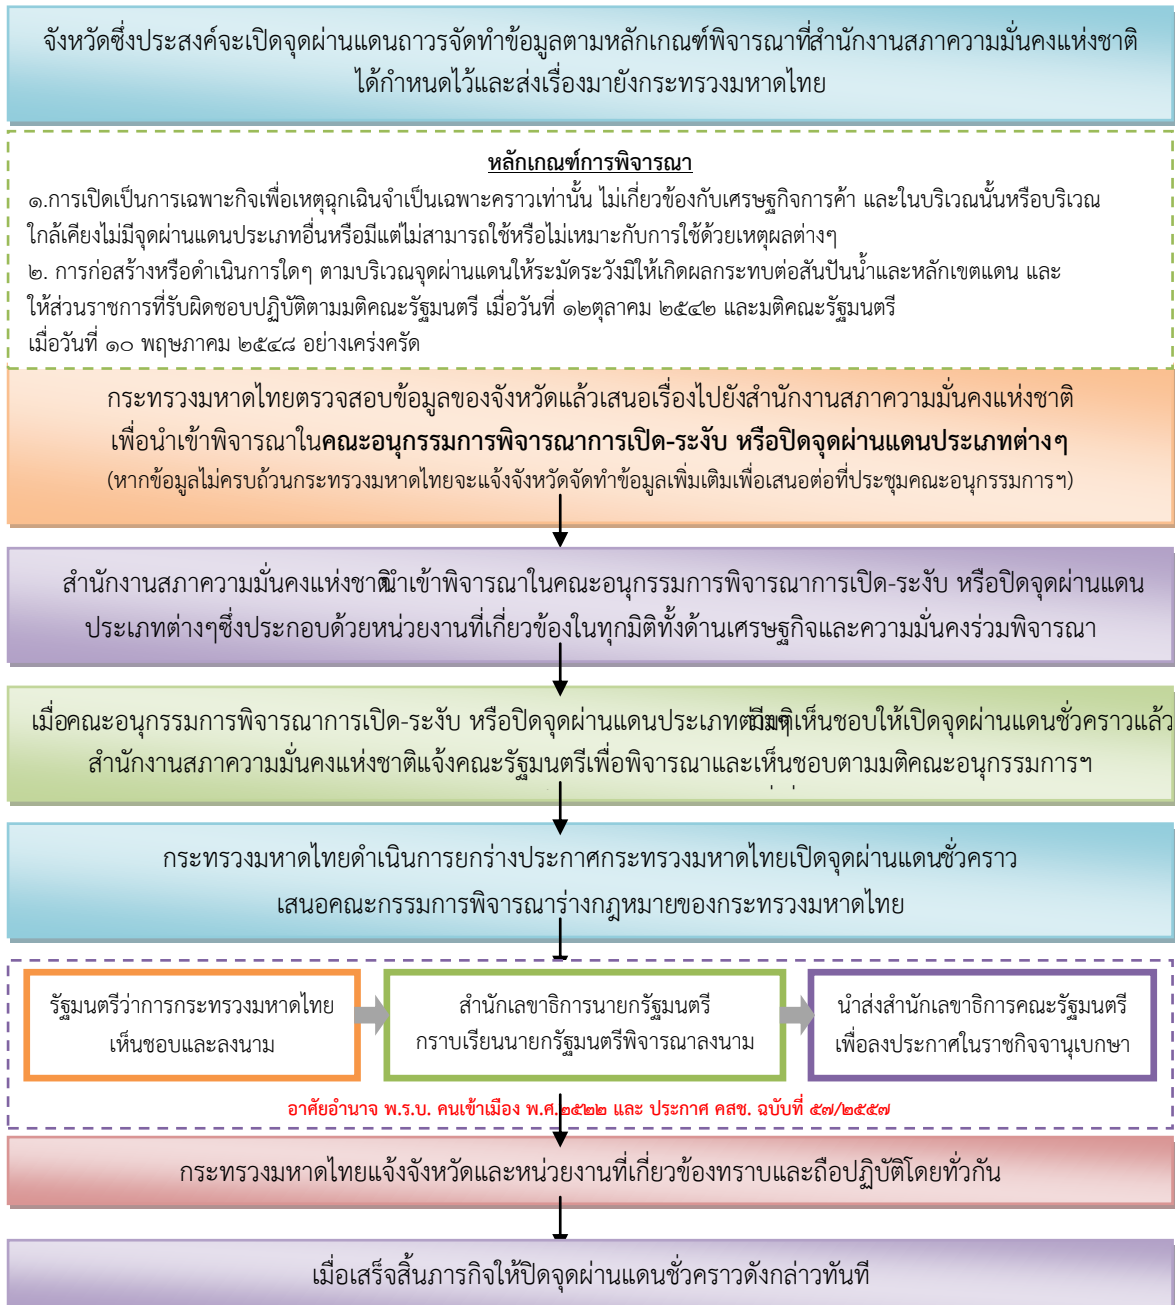 จังหวัดซึ่งประสงค์จะเปิดจุดผ่านแดนถาวรจัดทำข้อมูลตามหลักเกณฑ์พิจารณาที่สำนักงานสภาความมั่นคงแห่งชาติ
ได้กำหนดไว้และส่งเรื่องมายังกระทรวงมหาดไทย
หลักเกณฑ์การพิจารณา
๑.การเปิดเป็นการเฉพาะกิจเพื่อเหตุฉุกเฉินจำเป็นเฉพาะคราวเท่านั้น ไม่เกี่ยวข้องกับเศรษฐกิจการค้า และในบริเวณนั้นหรือบริเวณ
ใกล้เคียงไม่มีจุดผ่านแดนประเภทอื่นหรือมีแต่ไม่สามารถใช้หรือไม่เหมาะกับการใช้ด้วยเหตุผลต่างๆ
๒. การก่อสร้างหรือดำเนินการใดๆ ตามบริเวณจุดผ่านแดนให้ระมัดระวังมิให้เกิดผลกระทบต่อสันปันน้ำและหลักเขตแดน และ
ให้ส่วนราชการที่รับผิดชอบปฏิบัติตามมติคณะรัฐมนตรี เมื่อวันที่ ๑๒ตุลาคม ๒๕๔๒ และมติคณะรัฐมนตรี
เมื่อวันที่ ๑๐ พฤษภาคม ๒๕๔๘ อย่างเคร่งครัด
กระทรวงมหาดไทยตรวจสอบข้อมูลของจังหวัดแล้วเสนอเรื่องไปยังสำนักงานสภาความมั่นคงแห่งชาติ
เพื่อนำเข้าพิจารณาในคณะอนุกรรมการพิจารณาการเปิด-ระงับ หรือปิดจุดผ่านแดนประเภทต่างๆ
(หากข้อมูลไม่ครบถ้วนกระทรวงมหาดไทยจะแจ้งจังหวัดจัดทำข้อมูลเพิ่มเติมเพื่อเสนอต่อที่ประชุมคณะอนุกรรมการฯ)
สำนักงานสภาความมั่นคงแห่งชาตินำเข้าพิจารณาในคณะอนุกรรมการพิจารณาการเปิด-ระงับ หรือปิดจุดผ่านแดน
ประเภทต่างๆซึ่งประกอบด้วยหน่วยงานที่เกี่ยวข้องในทุกมิติทั้งด้านเศรษฐกิจและความมั่นคงร่วมพิจารณา
เมื่อคณะอนุกรรมการพิจารณาการเปิด-ระงับ หรือปิดจุดผ่านแดนประเภทต่างๆมีมติเห็นชอบให้เปิดจุดผ่านแดนชั่วคราวแล้ว
สำนักงานสภาความมั่นคงแห่งชาติแจ้งคณะรัฐมนตรีเพื่อพิจารณาและเห็นชอบตามมติคณะอนุกรรมการฯ
กระทรวงมหาดไทยดำเนินการยกร่างประกาศกระทรวงมหาดไทยเปิดจุดผ่านแดนชั่วคราว
เสนอคณะกรรมการพิจารณาร่างกฎหมายของกระทรวงมหาดไทย
รัฐมนตรีว่าการกระทรวงมหาดไทย
เห็นชอบและลงนาม
สำนักเลขาธิการนายกรัฐมนตรี
กราบเรียนนายกรัฐมนตรีพิจารณาลงนาม
นำส่งสำนักเลขาธิการคณะรัฐมนตรี
เพื่อลงประกาศในราชกิจจานุเบกษา
อาศัยอำนาจ พ.ร.บ. คนเข้าเมือง พ.ศ.๒๕๒๒ และ ประกาศ คสช. ฉบับที่ ๕๗/๒๕๕๗
กระทรวงมหาดไทยแจ้งจังหวัดและหน่วยงานที่เกี่ยวข้องทราบและถือปฏิบัติโดยทั่วกัน
เมื่อเสร็จสิ้นภารกิจให้ปิดจุดผ่านแดนชั่วคราวดังกล่าวทันที